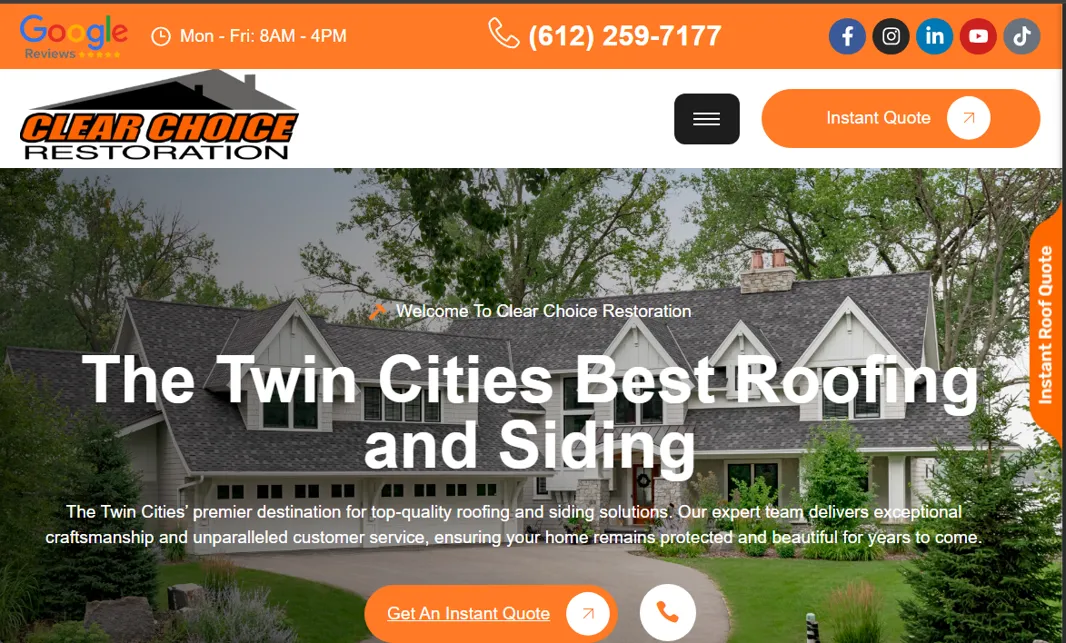 Google
Reviews
Mon - Fri: 8AM - 4PM
(612) 259-7177
CLEAR CHOICE
RESTORATION
Instant Quote
Instant Roof Quote
Welcome To Clear Choice Restoration
The Twin Cities Best Roofing
and Siding
The Twin Cities’ premier destination for top-quality roofing and siding solutions. Our expert team delivers exceptional
craftsmanship and unparalleled customer service, ensuring your home remains protected and beautiful for years to come.
Get An Instant Quote